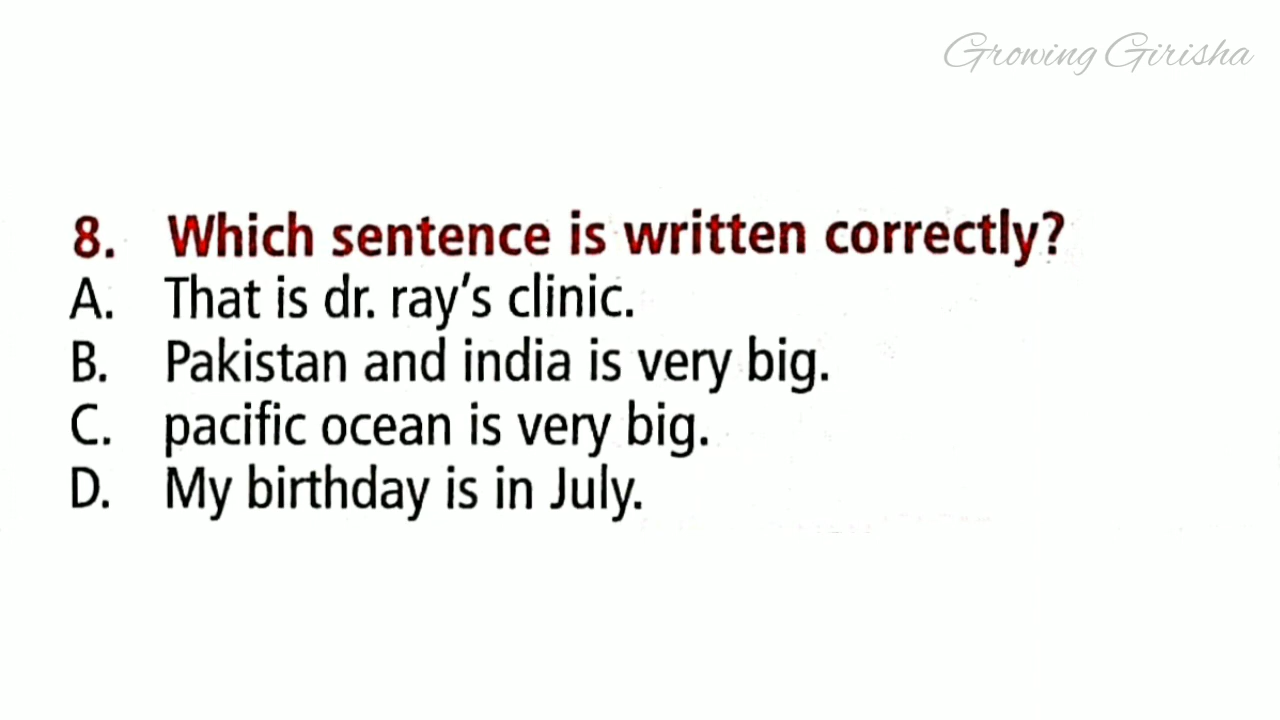 Growing Girisha
8. Which sentence is written correctly?
A. That is dr. ray's clinic.
B. Pakistan and india is very big.
C. pacific ocean is very big.
D. My birthday is in July.